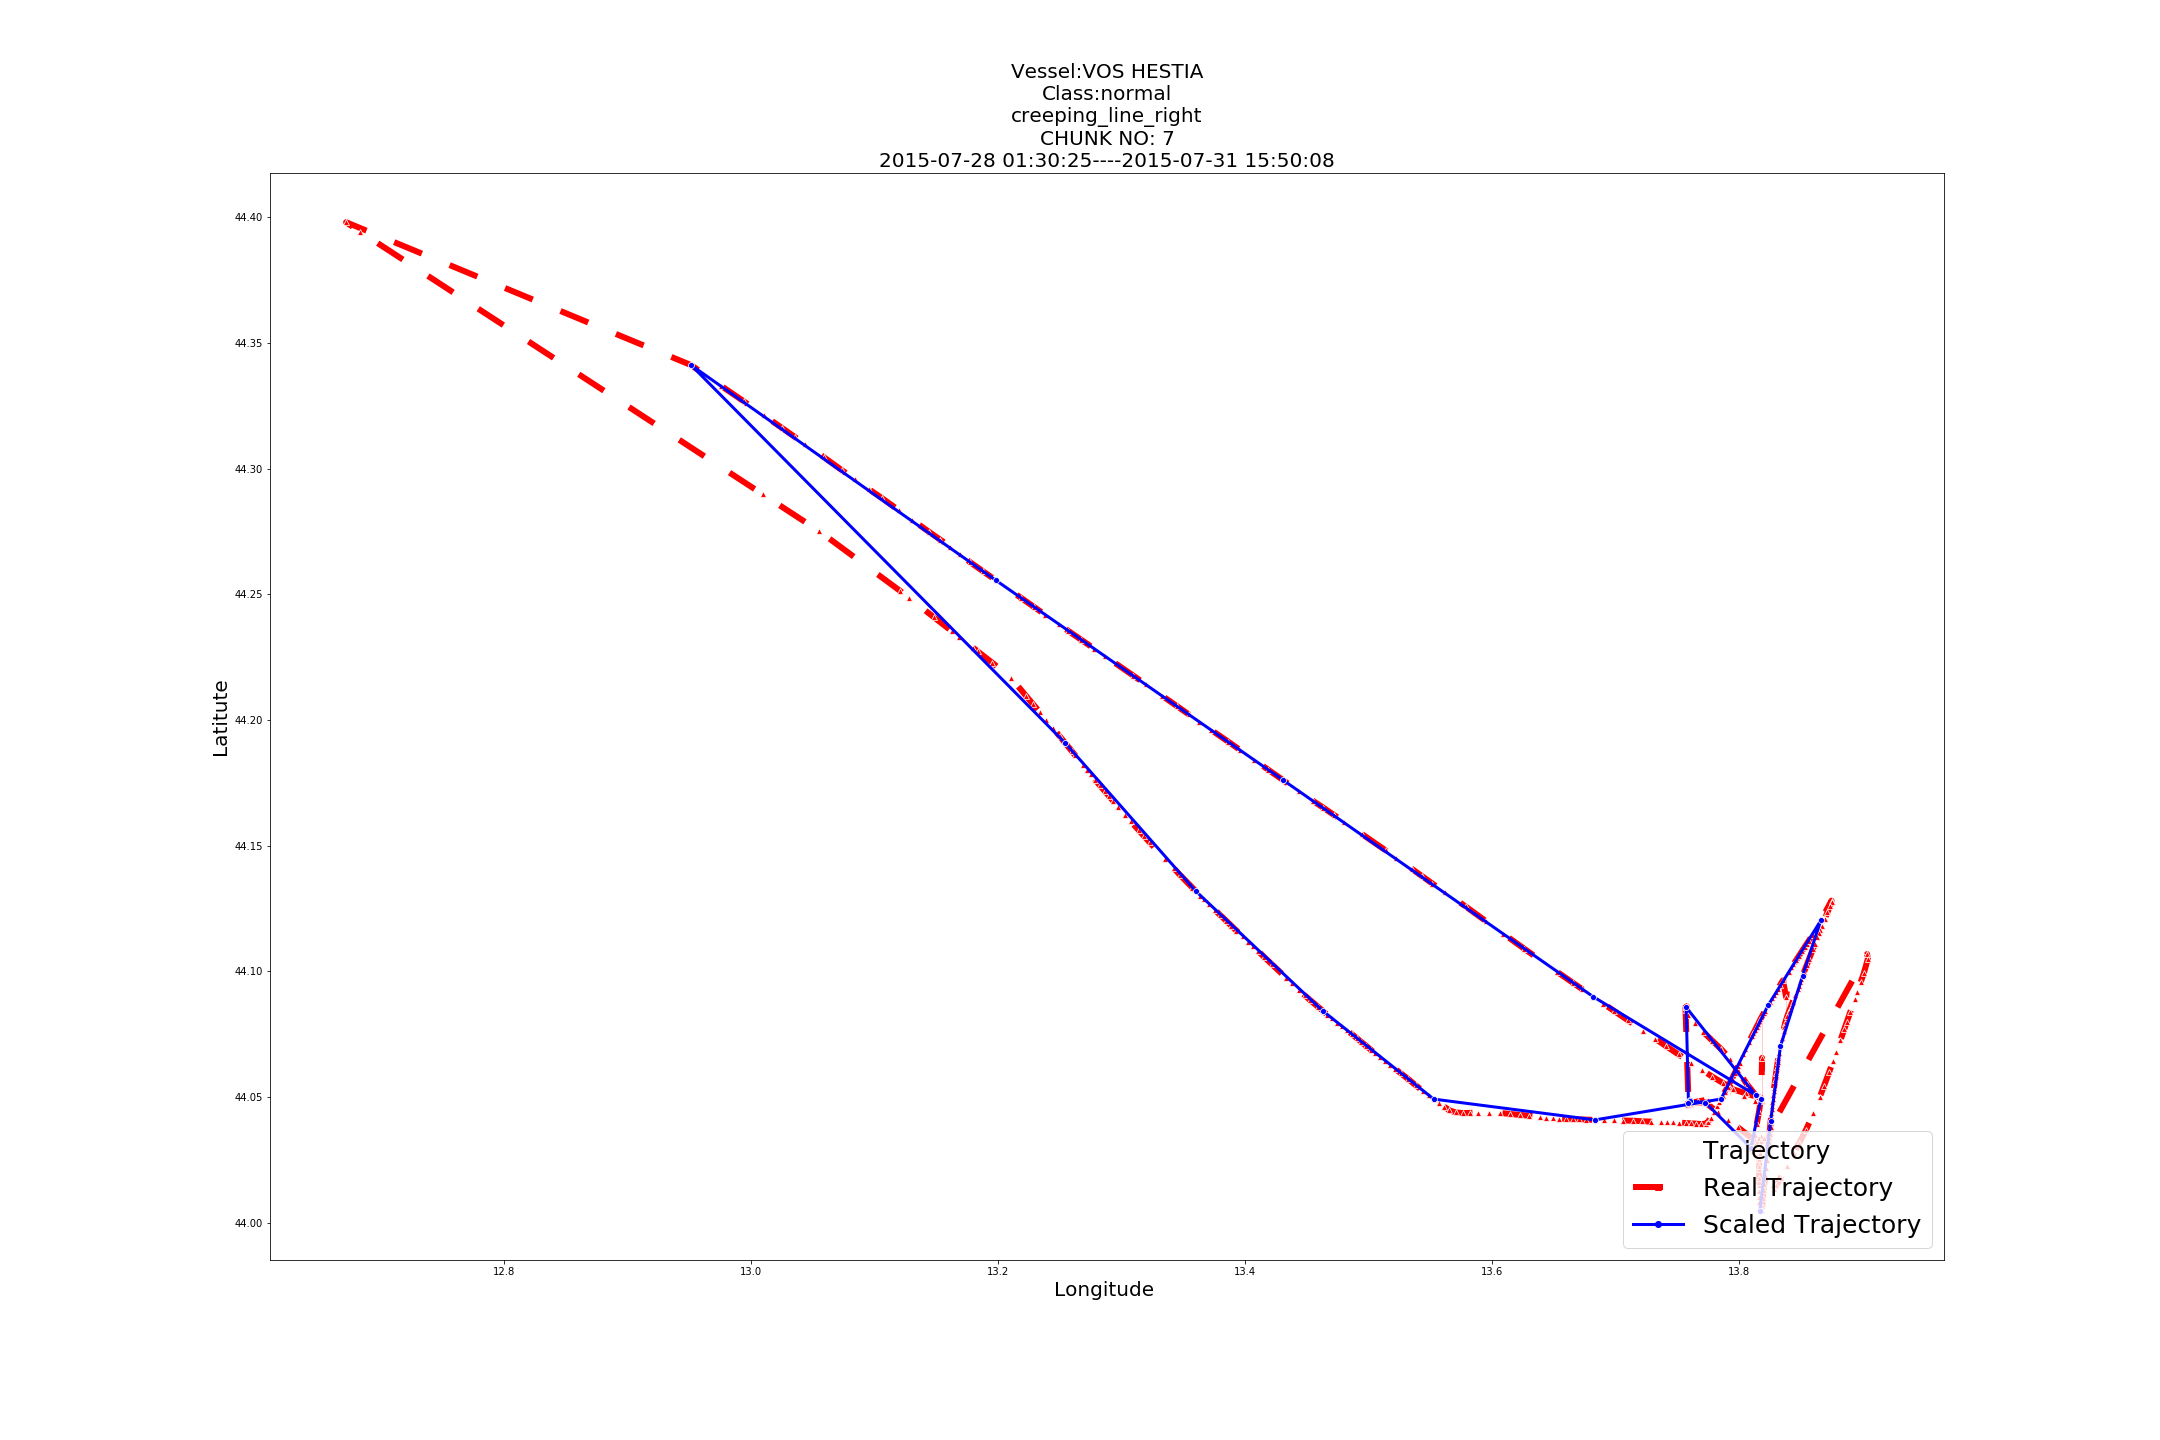 Vessel:VOS HESTIA
Class:normal
creeping_line_right
CHUNK NO: 7
2015-07-28 01:30:25----2015-07-31 15:50:08
44.40
44.35
44.30
44.25
44.20
44.15
44.10
44.05
44.00
Latitute
12.8
13.0
13.2
13.4
13.6
13.8
Longitude
Trajectory
Real Trajectory
Scaled Trajectory